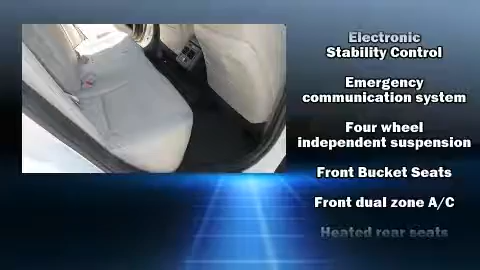 Electronic
Stability Control
Emergency
communication system
Four wheel
independent suspension
Front Bucket Seats
Front dual zone A/C
Heated rear seats